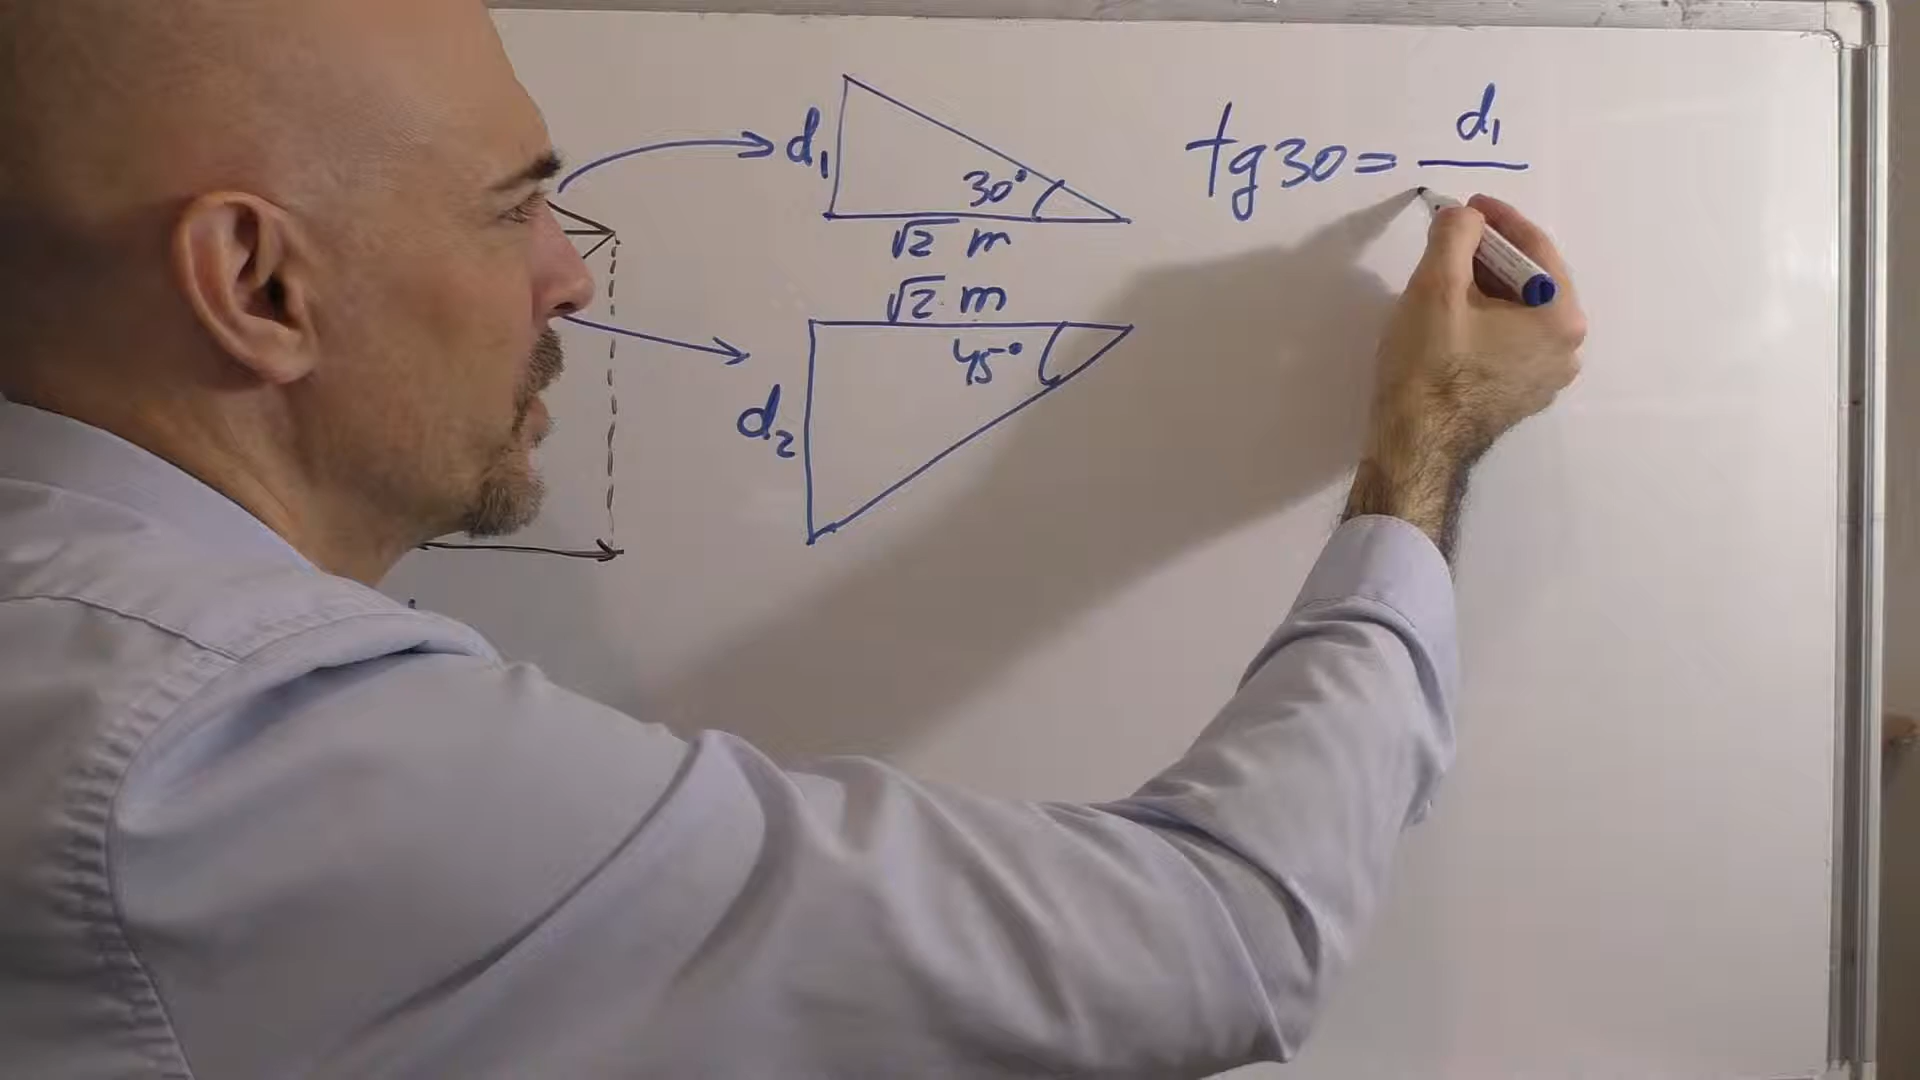 d₁
30°
√2 m
√2 m
45°
d₂
tg30= d₁